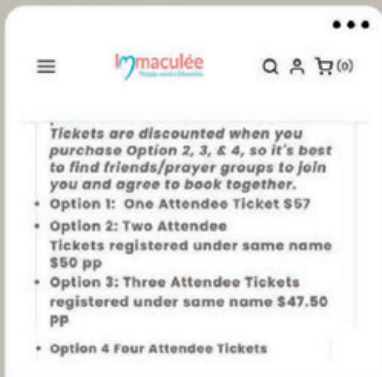 Immaculée
(0)
Tickets are discounted when you
purchase Option 2, 3, & 4, so it's best
to find friends/prayer groups to join
you and agree to book together.
• Option 1: One Attendee Ticket $57
• Option 2: Two Attendee
Tickets registered under same name
$50 pp
• Option 3: Three Attendee Tickets
registered under same name $47.50
pp
• Option 4 Four Attendee Tickets